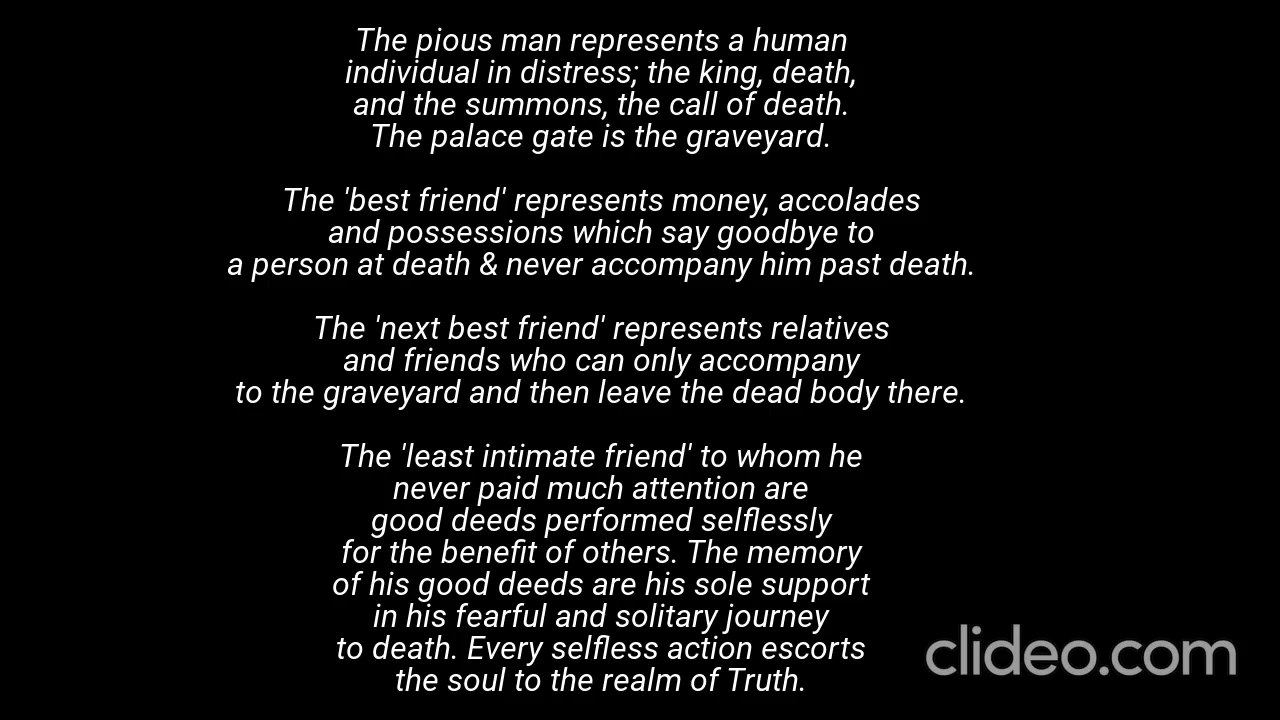 The pious man represents a human
individual in distress; the king, death,
and the summons, the call of death.
The palace gate is the graveyard.
The 'best friend' represents money, accolades
and possessions which say goodbye to
a person at death & never accompany him past death.
The 'next best friend' represents relatives
and friends who can only accompany
to the graveyard and then leave the dead body there.
The 'least intimate friend' to whom he
never paid much attention are
good deeds performed selflessly
for the benefit of others. The memory
of his good deeds are his sole support
in his fearful and solitary journey
to death. Every selfless action escorts
the soul to the realm of Truth.
clideo.com